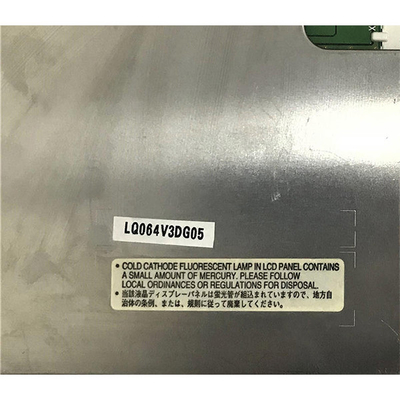 X
LQ064V3DG05
• COLD CATHODE FLUORESCENT LAMP IN LCD PANEL CONTAINS
A SMALL AMOUNT OF MERCURY. PLEASE FOLLOW
LOCAL ORDINANCES OR REGULATIONS FOR DISPOSAL.
• 当該液晶ディスプレーパネルは蛍光管が組込まれていますので、地方自
治体の条例、または、規則に従って廃棄してください。